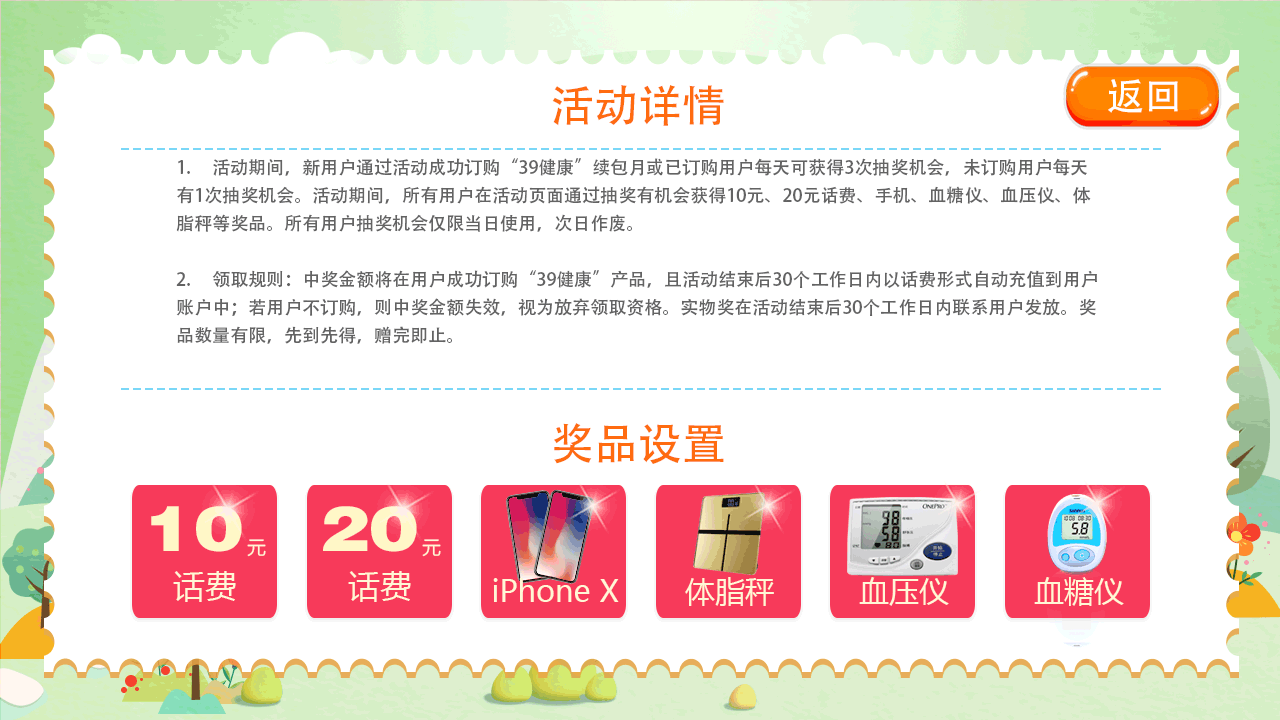 活动详情
返回
1. 活动期间，新用户通过活动成功订购“39健康”续包月或已订购用户每天可获得3次抽奖机会，未订购用户每天
有1次抽奖机会。活动期间，所有用户在活动页面通过抽奖有机会获得10元、20元话费、手机、血糖仪、血压仪、体
脂秤等奖品。所有用户抽奖机会仅限当日使用，次日作废。
2. 领取规则：中奖金额将在用户成功订购“39健康”产品，且活动结束后30个工作日内以话费形式自动充值到用户
账户中；若用户不订购，则中奖金额失效，视为放弃领取资格。实物奖在活动结束后30个工作日内联系用户发放。奖
品数量有限，先到先得，赠完即止。
奖品设置
10元
话费
20元
话费
iPhone X
体脂秤
ONEPRO
58
58
80
血压仪
5.8
血糖仪